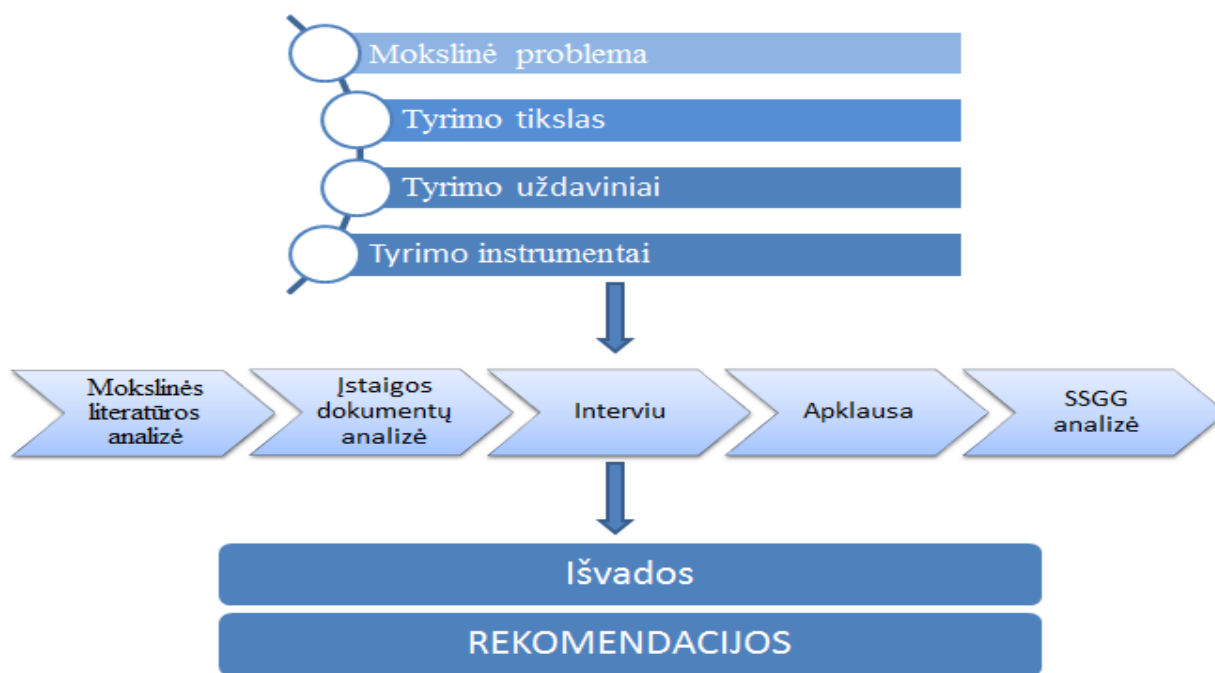 Mokslinė problema
Tyrimo tikslas
Tyrimo uždaviniai
Tyrimo instrumentai
Mokslinės
literatūros
analizė
Įstaigos
dokumentų
analizė
Interviu
Apklausa
SSGG
analizė
Išvados
REKOMENDACIJOS